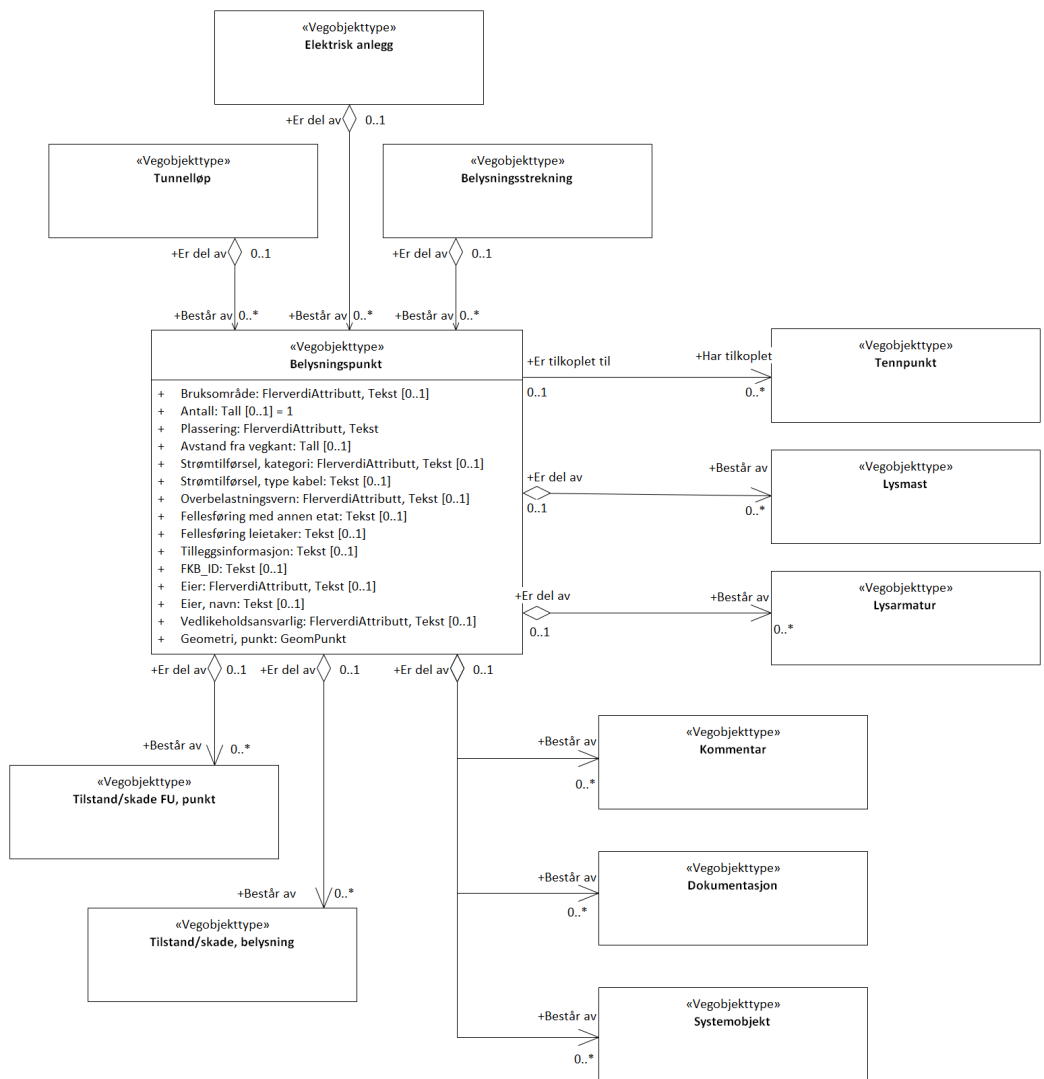 «Vegobjekttype»
Elektrisk anlegg
+Er del av 0..1
«Vegobjekttype»
Tunnelløp
«Vegobjekttype»
Belysningsstrekning
+Er del av 0..1
+Er del av 0..1
+Består av 0..*
+Består av 0..*
+Består av 0..*
«Vegobjekttype»
Belysningspunkt
+ Bruksområde: FlerverdiAttributt, Tekst [0..1]
+ Antall: Tall [0..1] = 1
+ Plassering: FlerverdiAttributt, Tekst
+ Avstand fra vegkant: Tall [0..1]
+ Strømtilførsel, kategori: FlerverdiAttributt, Tekst [0..1]
+ Strømtilførsel, type kabel: Tekst [0..1]
+ Overbelastningsvern: FlerverdiAttributt, Tekst [0..1]
+ Fellesføring med annen etat: Tekst [0..1]
+ Fellesføring leietaker: Tekst [0..1]
+ Tilleggsinformasjon: Tekst [0..1]
+ FKB_ID: Tekst [0..1]
+ Eier: FlerverdiAttributt, Tekst [0..1]
+ Eier, navn: Tekst [0..1]
+ Vedlikeholdsansvarlig: FlerverdiAttributt, Tekst [0..1]
+ Geometri, punkt: GeomPunkt
+Er tilkoplet til
0..1
+Har tilkoplet
0..*
«Vegobjekttype»
Tennpunkt
+Er del av
0..1
+Består av
0..*
«Vegobjekttype»
Lysmast
+Er del av
0..1
+Består av
0..*
«Vegobjekttype»
Lysarmatur
+Er del av 0..1
+Er del av 0..1
+Er del av 0..1
+Består av 0..*
«Vegobjekttype»
Tilstand/skade FU, punkt
+Består av 0..*
«Vegobjekttype»
Tilstand/skade, belysning
+Består av
0..*
«Vegobjekttype»
Kommentar
+Består av
0..*
«Vegobjekttype»
Dokumentasjon
+Består av
0..*
«Vegobjekttype»
Systemobjekt